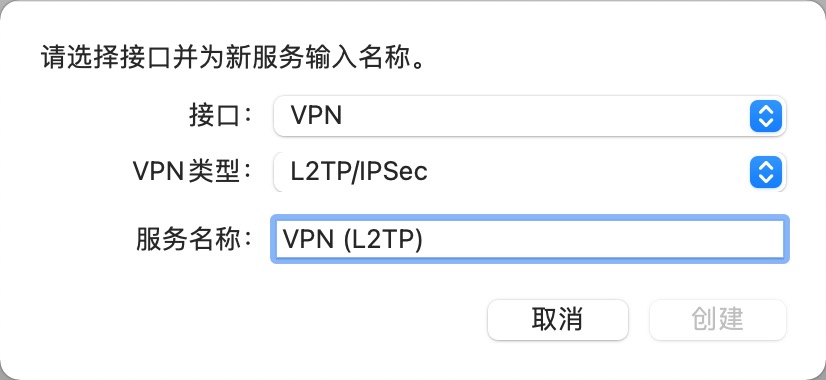 请选择接口并为新服务输入名称。
接口： VPN
VPN类型： L2TP/IPSec
服务名称： VPN (L2TP)
取消 创建